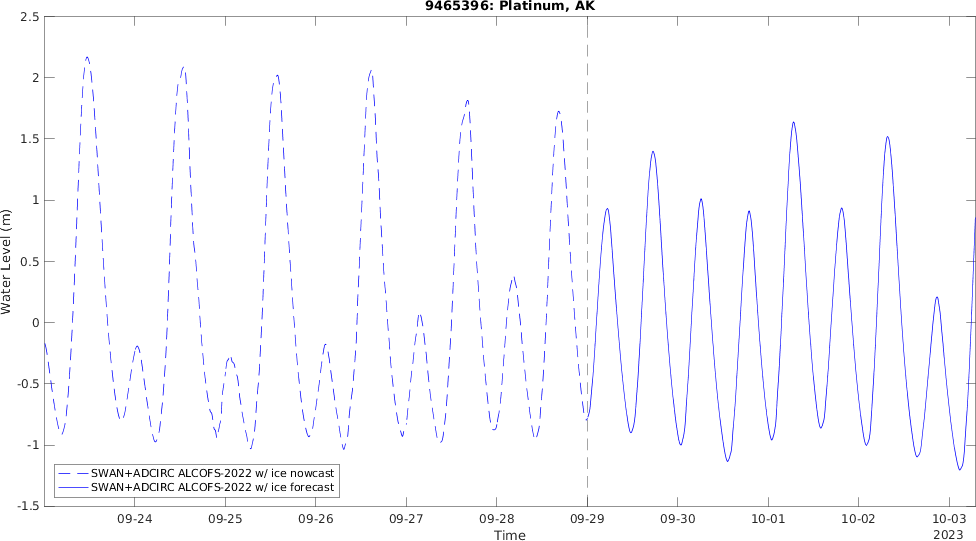 9465396: Platinum, AK
2.5
2
1.5
1
0.5
0
-0.5
-1
-1.5
Water Level (m)
SWAN+ADCIRC ALCOFS-2022 w/ ice nowcast
SWAN+ADCIRC ALCOFS-2022 w/ ice forecast
09-24 09-25 09-26 09-27 09-28 09-29 09-30 10-01 10-02 10-03
2023
Time